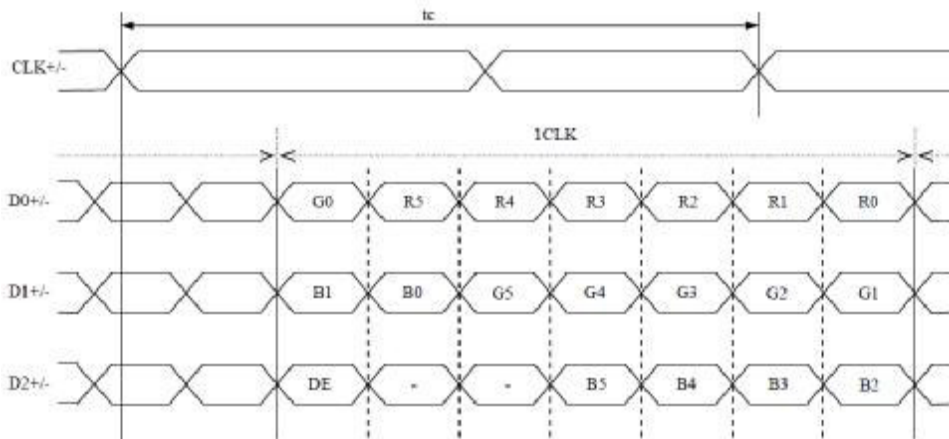 tc
CLK+/-
1CLK
D0+/- G0 R5 R4 R3 R2 R1 R0
D1+/- B1 B0 G5 G4 G3 G2 G1
D2+/- DE - - B5 B4 B3 B2